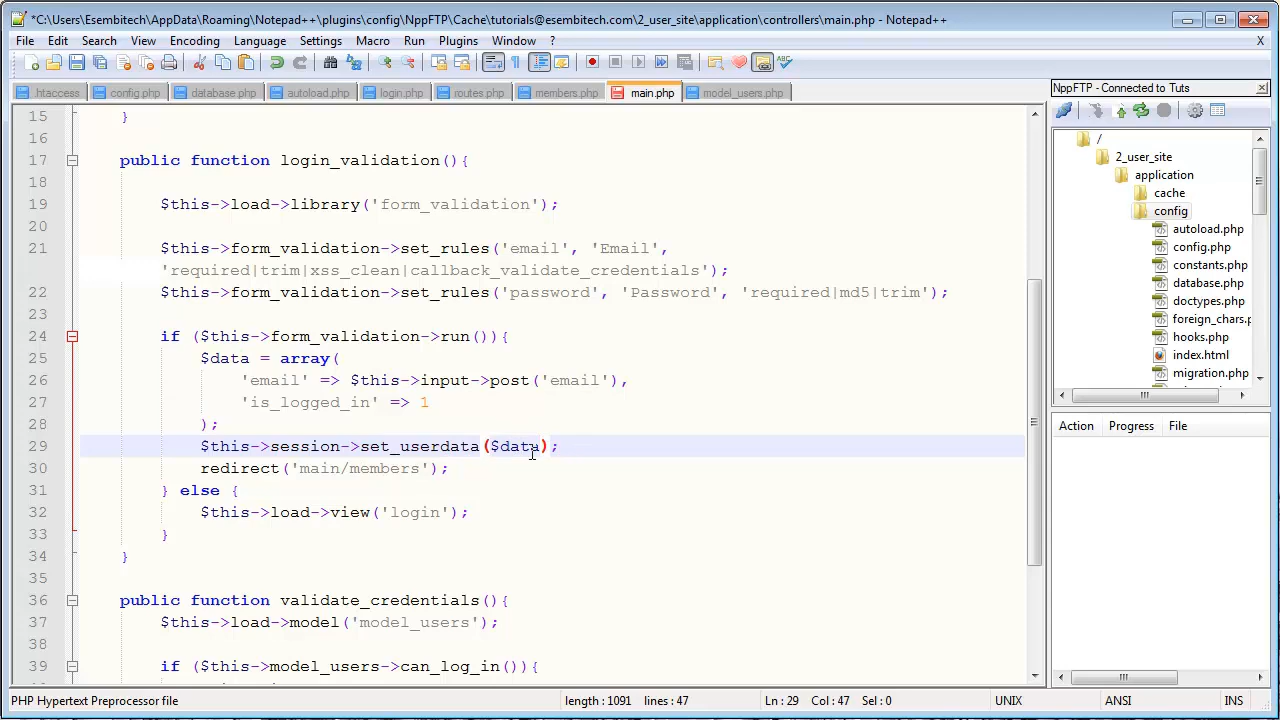 *C:\Users\Esembitech\AppData\Roaming\Notepad++\plugins\config\NppFTP\Cache\tutorials@esembitech.com\2_user_site\application\controllers\main.php - Notepad++
File Edit Search View Encoding Language Settings Macro Run Plugins Window ? X
.htaccess config.php database.php autoload.php login.php routes.php members.php main.php model_users.php
15 }
16
17 public function login_validation(){
18
19 $this->load->library('form_validation');
20
21 $this->form_validation->set_rules('email', 'Email',
'required|trim|xss_clean|callback_validate_credentials');
22 $this->form_validation->set_rules('password', 'Password', 'required|md5|trim');
23
24 if ($this->form_validation->run()){
25 $data = array(
26 'email' => $this->input->post('email'),
27 'is_logged_in' => 1
28 );
29 $this->session->set_userdata($data);
30 redirect('main/members');
31 } else {
32 $this->load->view('login');
33 }
34 }
35
36 public function validate_credentials(){
37 $this->load->model('model_users');
38
39 if ($this->model_users->can_log_in()){
NppFTP - Connected to Tuts
/
2_user_site
application
cache
config
autoload.php
config.php
constants.php
database.php
doctypes.php
foreign_chars.p
hooks.php
index.html
migration.php
Action Progress File
PHP Hypertext Preprocessor file length : 1091 lines : 47 Ln : 29 Col : 47 Sel : 0 UNIX ANSI INS